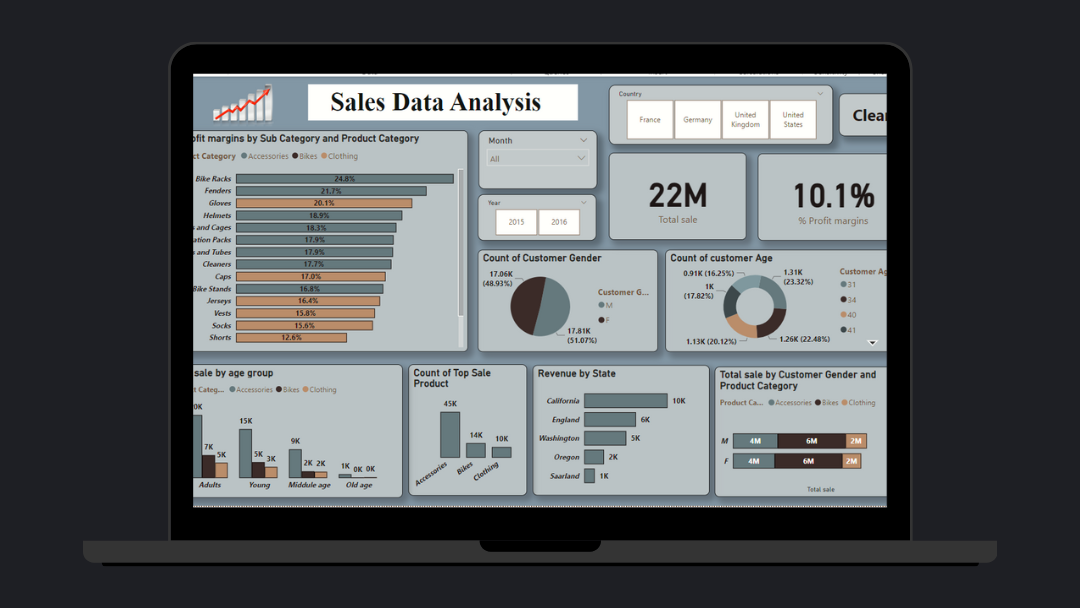 Sales Data Analysis
Country
France
Germany
United
Kingdom
United
States
Clear
ofit margins by Sub Category and Product Category
ct Category Accessories Bikes Clothing
Bike Racks 24.8%
Fenders 21.7%
Gloves 20.1%
Helmets 18.9%
s and Cages 18.3%
ation Packs 17.9%
s and Tubes 17.9%
Cleaners 17.7%
Caps 17.0%
Bike Stands 16.8%
Jerseys 16.4%
Vests 15.8%
Socks 15.6%
Shorts 12.6%
Month
All
Year
2015
2016
22M
Total sale
10.1%
% Profit margins
Count of Customer Gender
17.06K
(48.93%)
17.81K
(51.07%)
Customer G...
M
F
Count of customer Age
0.91K (16.25%)
1K
(17.82%)
1.13K (20.12%)
1.31K
(23.32%)
1.26K (22.48%)
Customer Ag
31
34
40
41
sale by age group
t Categ... Accessories Bikes Clothing
0K
7K
5K
Adults
15K
5K
3K
Young
9K
2K 2K
Middule age
1K 0K 0K
Old age
Count of Top Sale
Product
45K
14K
10K
Accessories
Bikes
Clothing
Revenue by State
California 10K
England 6K
Washington 5K
Oregon 2K
Saarland 1K
Total sale by Customer Gender and
Product Category
Product Ca... Accessories Bikes Clothing
M 4M 6M 2M
F 4M 6M 2M
Total sale